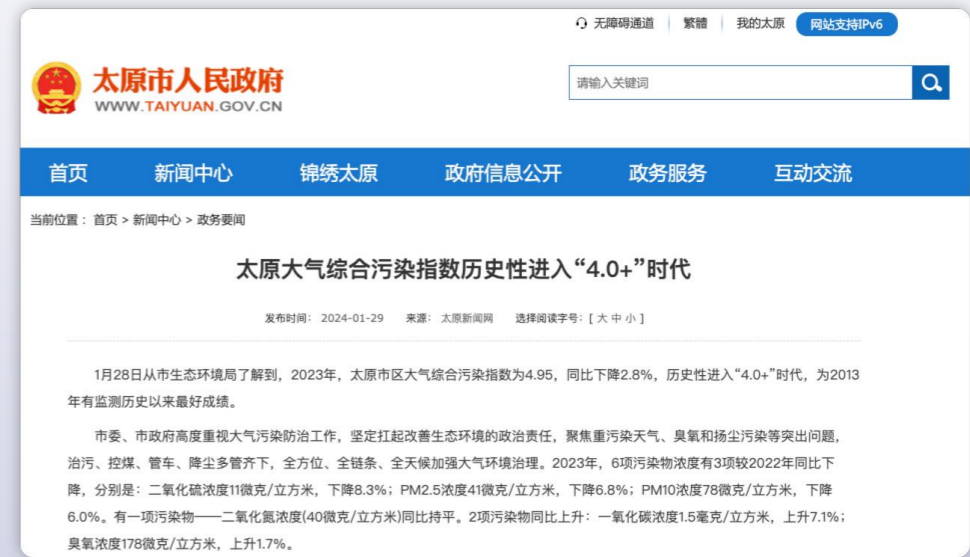 无障碍通道 繁體 我的太原 网站支持IPv6
太原市人民政府
WWW.TAIYUAN.GOV.CN
请输入关键词
首页 新闻中心 锦绣太原 政府信息公开 政务服务 互动交流
当前位置： 首页 > 新闻中心 > 政务要闻
太原大气综合污染指数历史性进入“4.0+”时代
发布时间： 2024-01-29 来源： 太原新闻网 选择阅读字号：[ 大 中 小 ]
1月28日从市生态环境局了解到，2023年，太原市区大气综合污染指数为4.95，同比下降2.8%，历史性进入“4.0+”时代，为2013
年有监测历史以来最好成绩。
市委、市政府高度重视大气污染防治工作，坚定扛起改善生态环境的政治责任，聚焦重污染天气、臭氧和扬尘污染等突出问题，
治污、控煤、管车、降尘多管齐下，全方位、全链条、全天候加强大气环境治理。2023年，6项污染物浓度有3项较2022年同比下
降，分别是：二氧化硫浓度11微克/立方米，下降8.3%；PM2.5浓度41微克/立方米，下降6.8%；PM10浓度78微克/立方米，下降
6.0%。有一项污染物——二氧化氮浓度(40微克/立方米)同比持平。2项污染物同比上升：一氧化碳浓度1.5毫克/立方米，上升7.1%；
臭氧浓度178微克/立方米，上升1.7%。